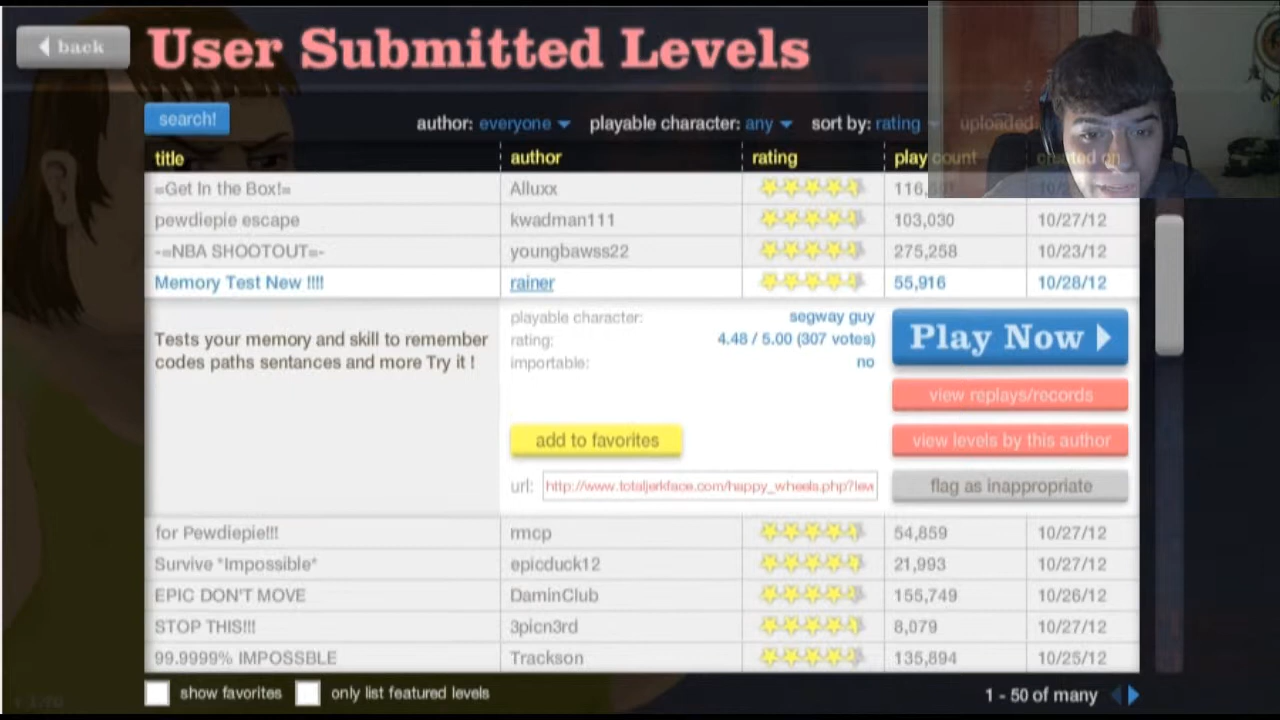 back
User Submitted Levels
search!
author: everyone playable character: any sort by: rating uploaded
title author rating play count created on
=Get In the Box!= Alluxx
pewdiepie escape kwadman111 103,030 10/27/12
-=NBA SHOOTOUT=- youngbawss22 275,258 10/23/12
Memory Test New !!!! rainer 55,916 10/28/12
Tests your memory and skill to remember
codes paths sentances and more Try it !
playable character: segway guy
rating: 4.48 / 5.00 (307 votes)
importable: no
add to favorites
url: http://www.totaljerkface.com/happy_wheels.php?lev
Play Now
view replays/records
view levels by this author
flag as inappropriate
for Pewdiepie!!! rmcp 54,859 10/27/12
Survive *Impossible* epicduck12 21,993 10/27/12
EPIC DON'T MOVE DaminClub 155,749 10/26/12
STOP THIS!!! 3picn3rd 8,079 10/27/12
99.9999% IMPOSSBLE Trackson 135,894 10/25/12
show favorites only list featured levels 1 - 50 of many